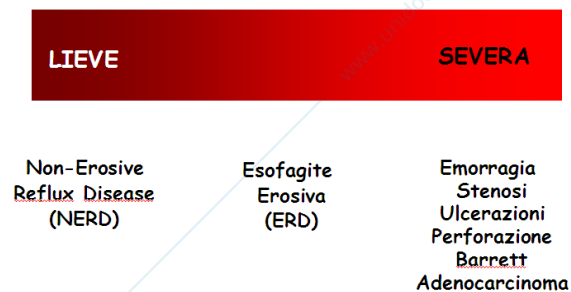 LIEVE
SEVERA
Non-Erosive
Reflux Disease
(NERD)
Esofagite
Erosiva
(ERD)
Emorragia
Stenosi
Ulcerazioni
Perforazione
Barrett
Adenocarcinoma